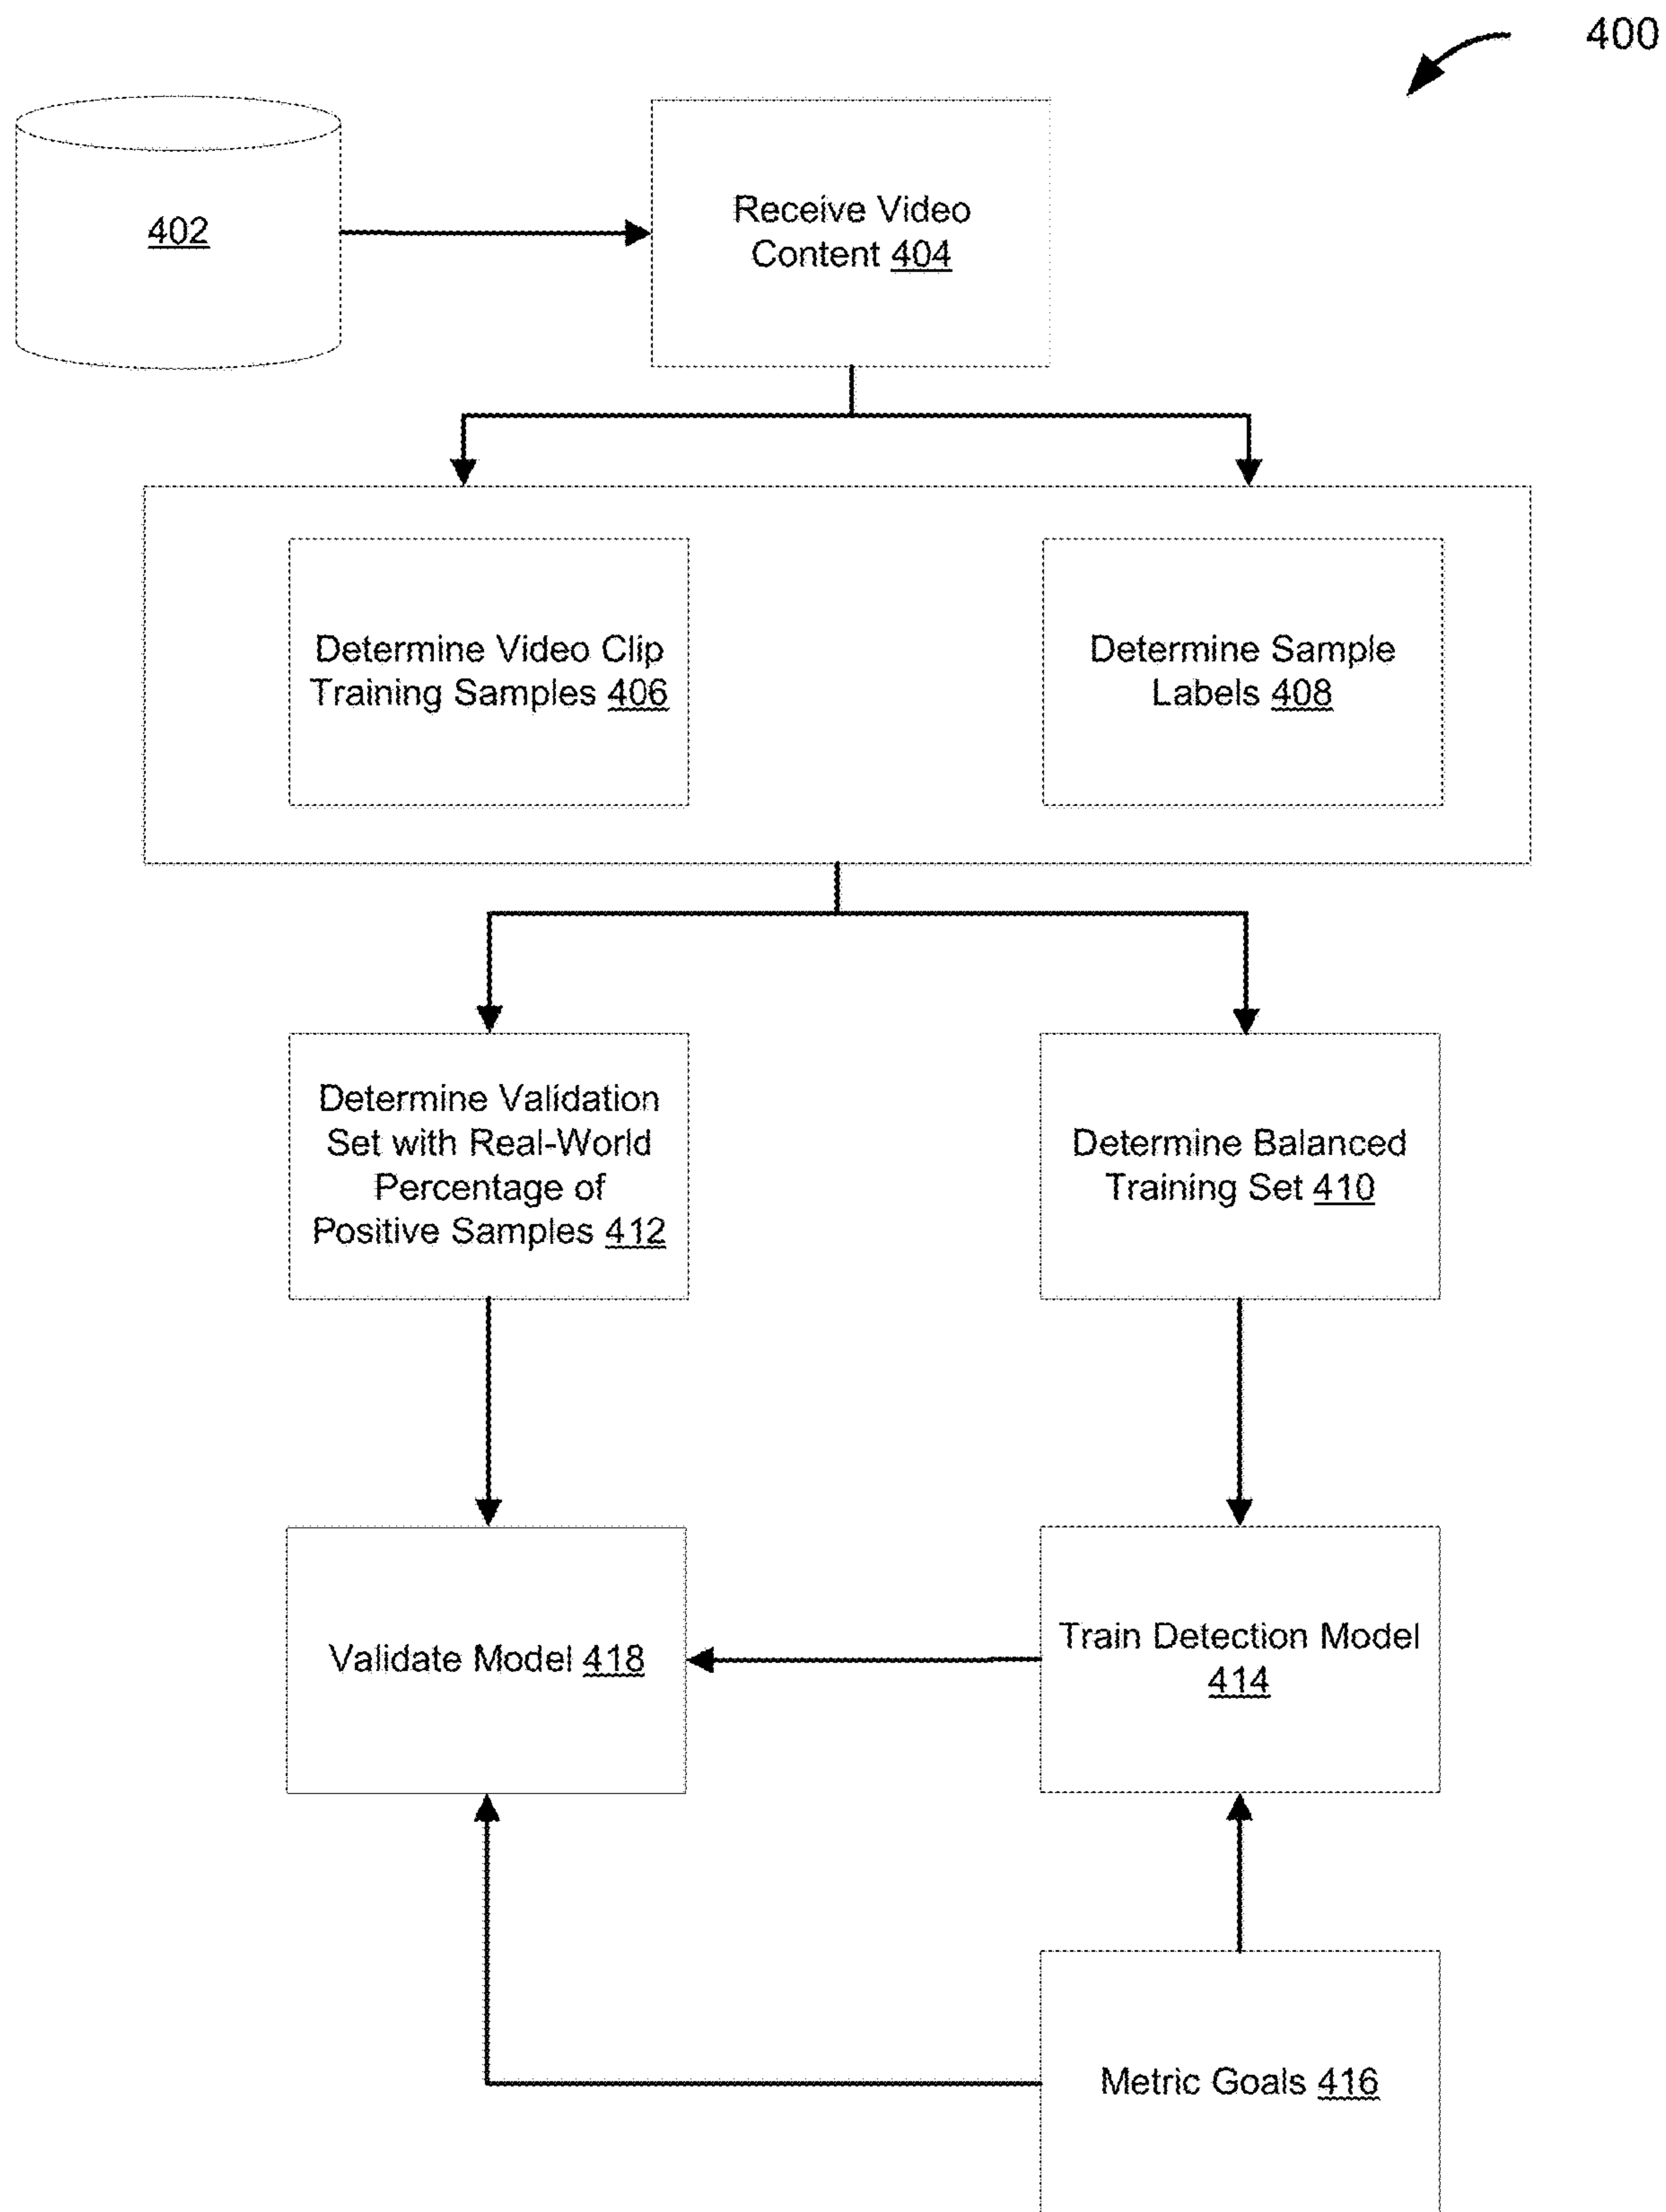 400
402
Receive Video
Content 404
Determine Video Clip
Training Samples 406
Determine Sample
Labels 408
Determine Validation
Set with Real-World
Percentage of
Positive Samples 412
Determine Balanced
Training Set 410
Validate Model 418
Train Detection Model
414
Metric Goals 416